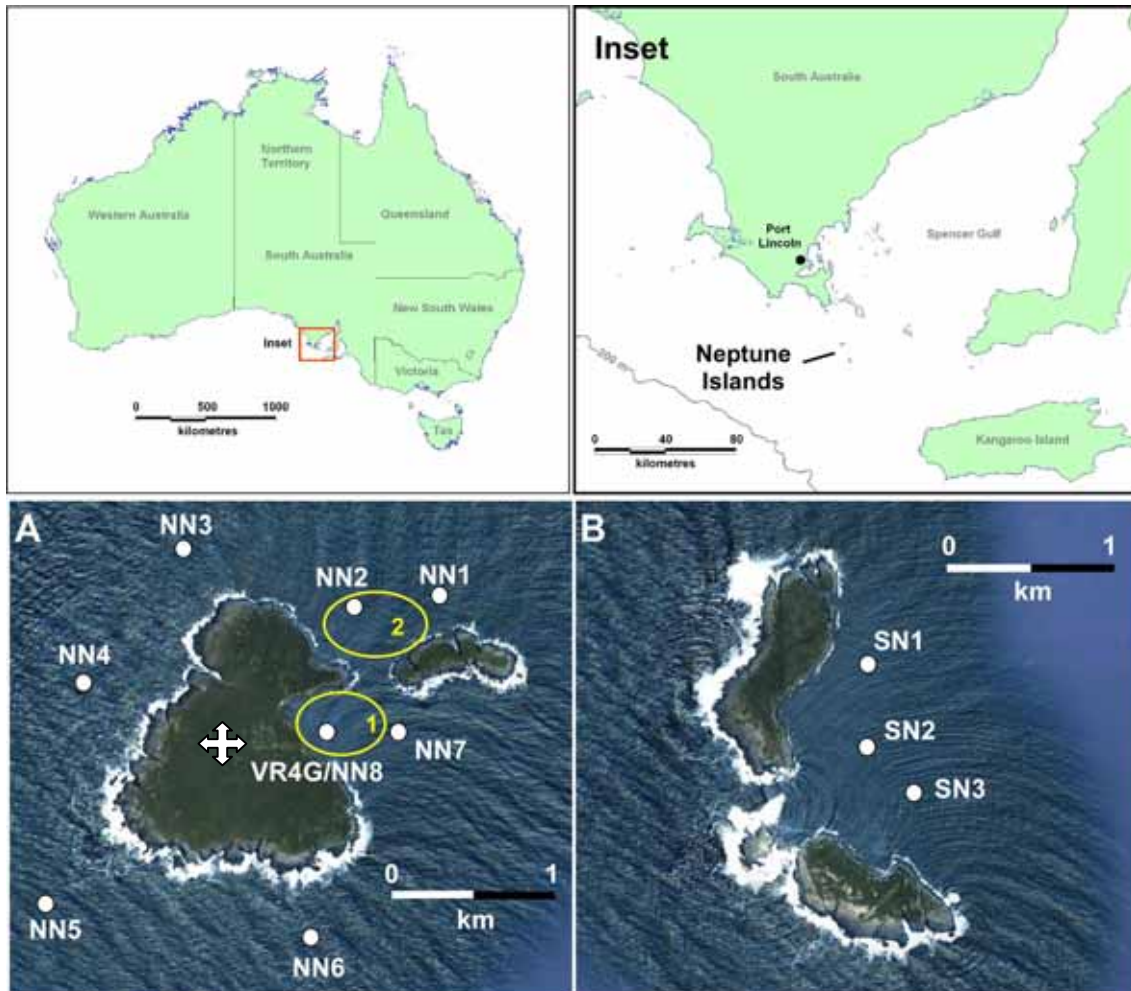 Northern
Territory
Western Australia
Queensland
South Australia
New South Wales
Inset
Victoria
Tas
0 500 1000
kilometres
Inset
South Australia
Port
Lincoln
Spencer Gulf
Neptune
Islands
200 m
0 40 80
kilometres
Kangaroo Island
A
NN3
NN2
NN1
2
NN4
1
VR4G/NN8
NN7
0 1
km
NN5
NN6
B
0 1
km
SN1
SN2
SN3